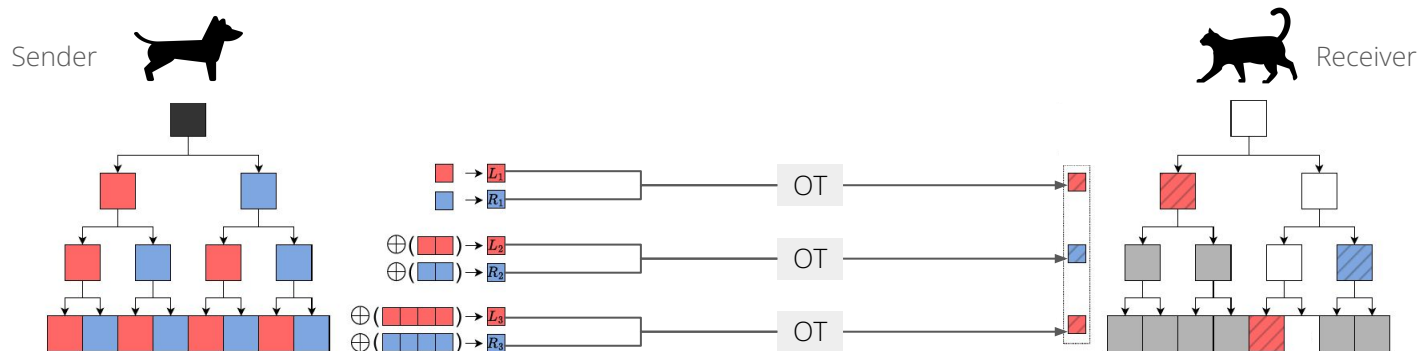 Sender
Receiver
→ L₁
→ R₁
OT
⊕( ) → L₂
⊕( ) → R₂
OT
⊕( ) → L₃
⊕( ) → R₃
OT